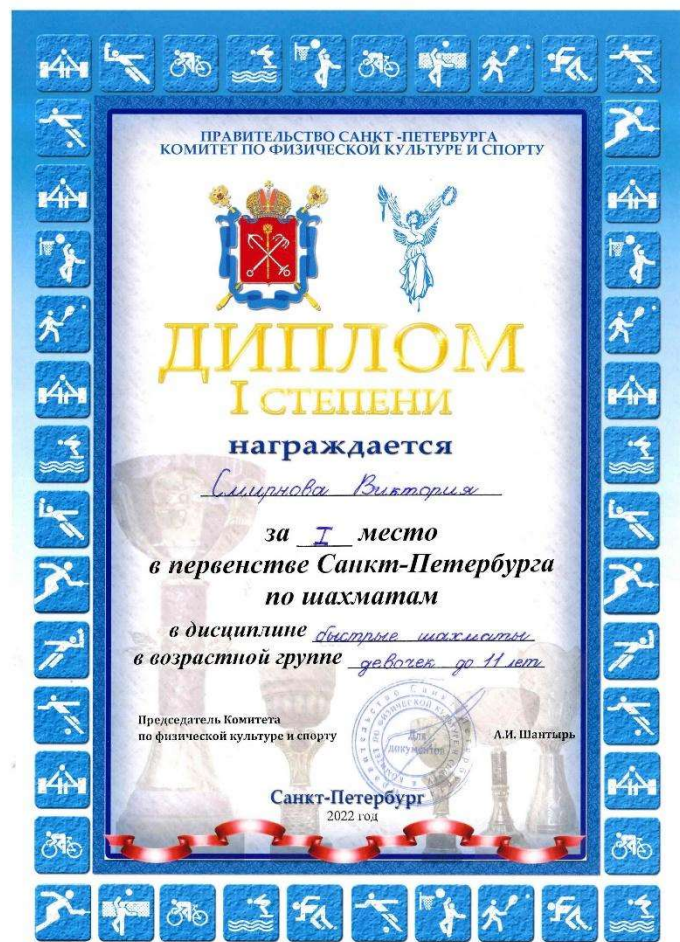 ПРАВИТЕЛЬСТВО САНКТ -ПЕТЕРБУРГА
КОМИТЕТ ПО ФИЗИЧЕСКОЙ КУЛЬТУРЕ И СПОРТУ
ДИПЛОМ
I СТЕПЕНИ
награждается
Смирнова Виктория
за I место
в первенстве Санкт-Петербурга
по шахматам
в дисциплине быстрые шахматы
в возрастной группе девочек до 11 лет
Председатель Комитета
по физической культуре и спорту
А.И. Шантырь
Для
документов
Санкт-Петербург
2022 год